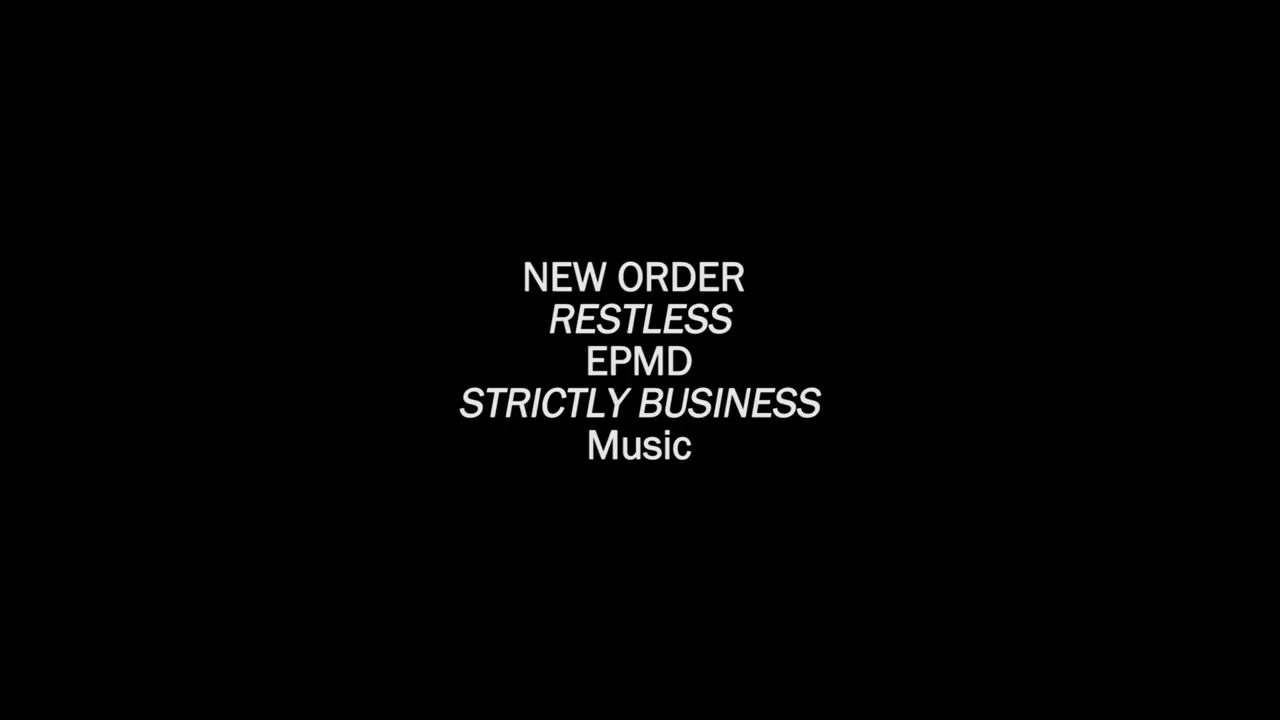 NEW ORDER
RESTLESS
EPMD
STRICTLY BUSINESS
Music